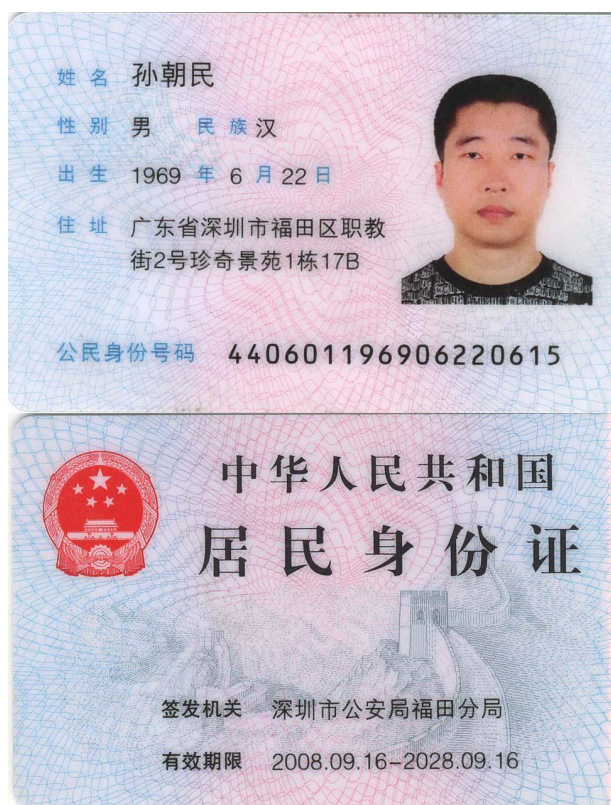 姓名 孙朝民
性别 男 民族 汉
出生 1969 年 6 月 22 日
住址 广东省深圳市福田区职教
街2号珍奇景苑1栋17B
公民身份号码 440601196906220615
中华人民共和国
居民身份证
签发机关 深圳市公安局福田分局
有效期限 2008.09.16-2028.09.16